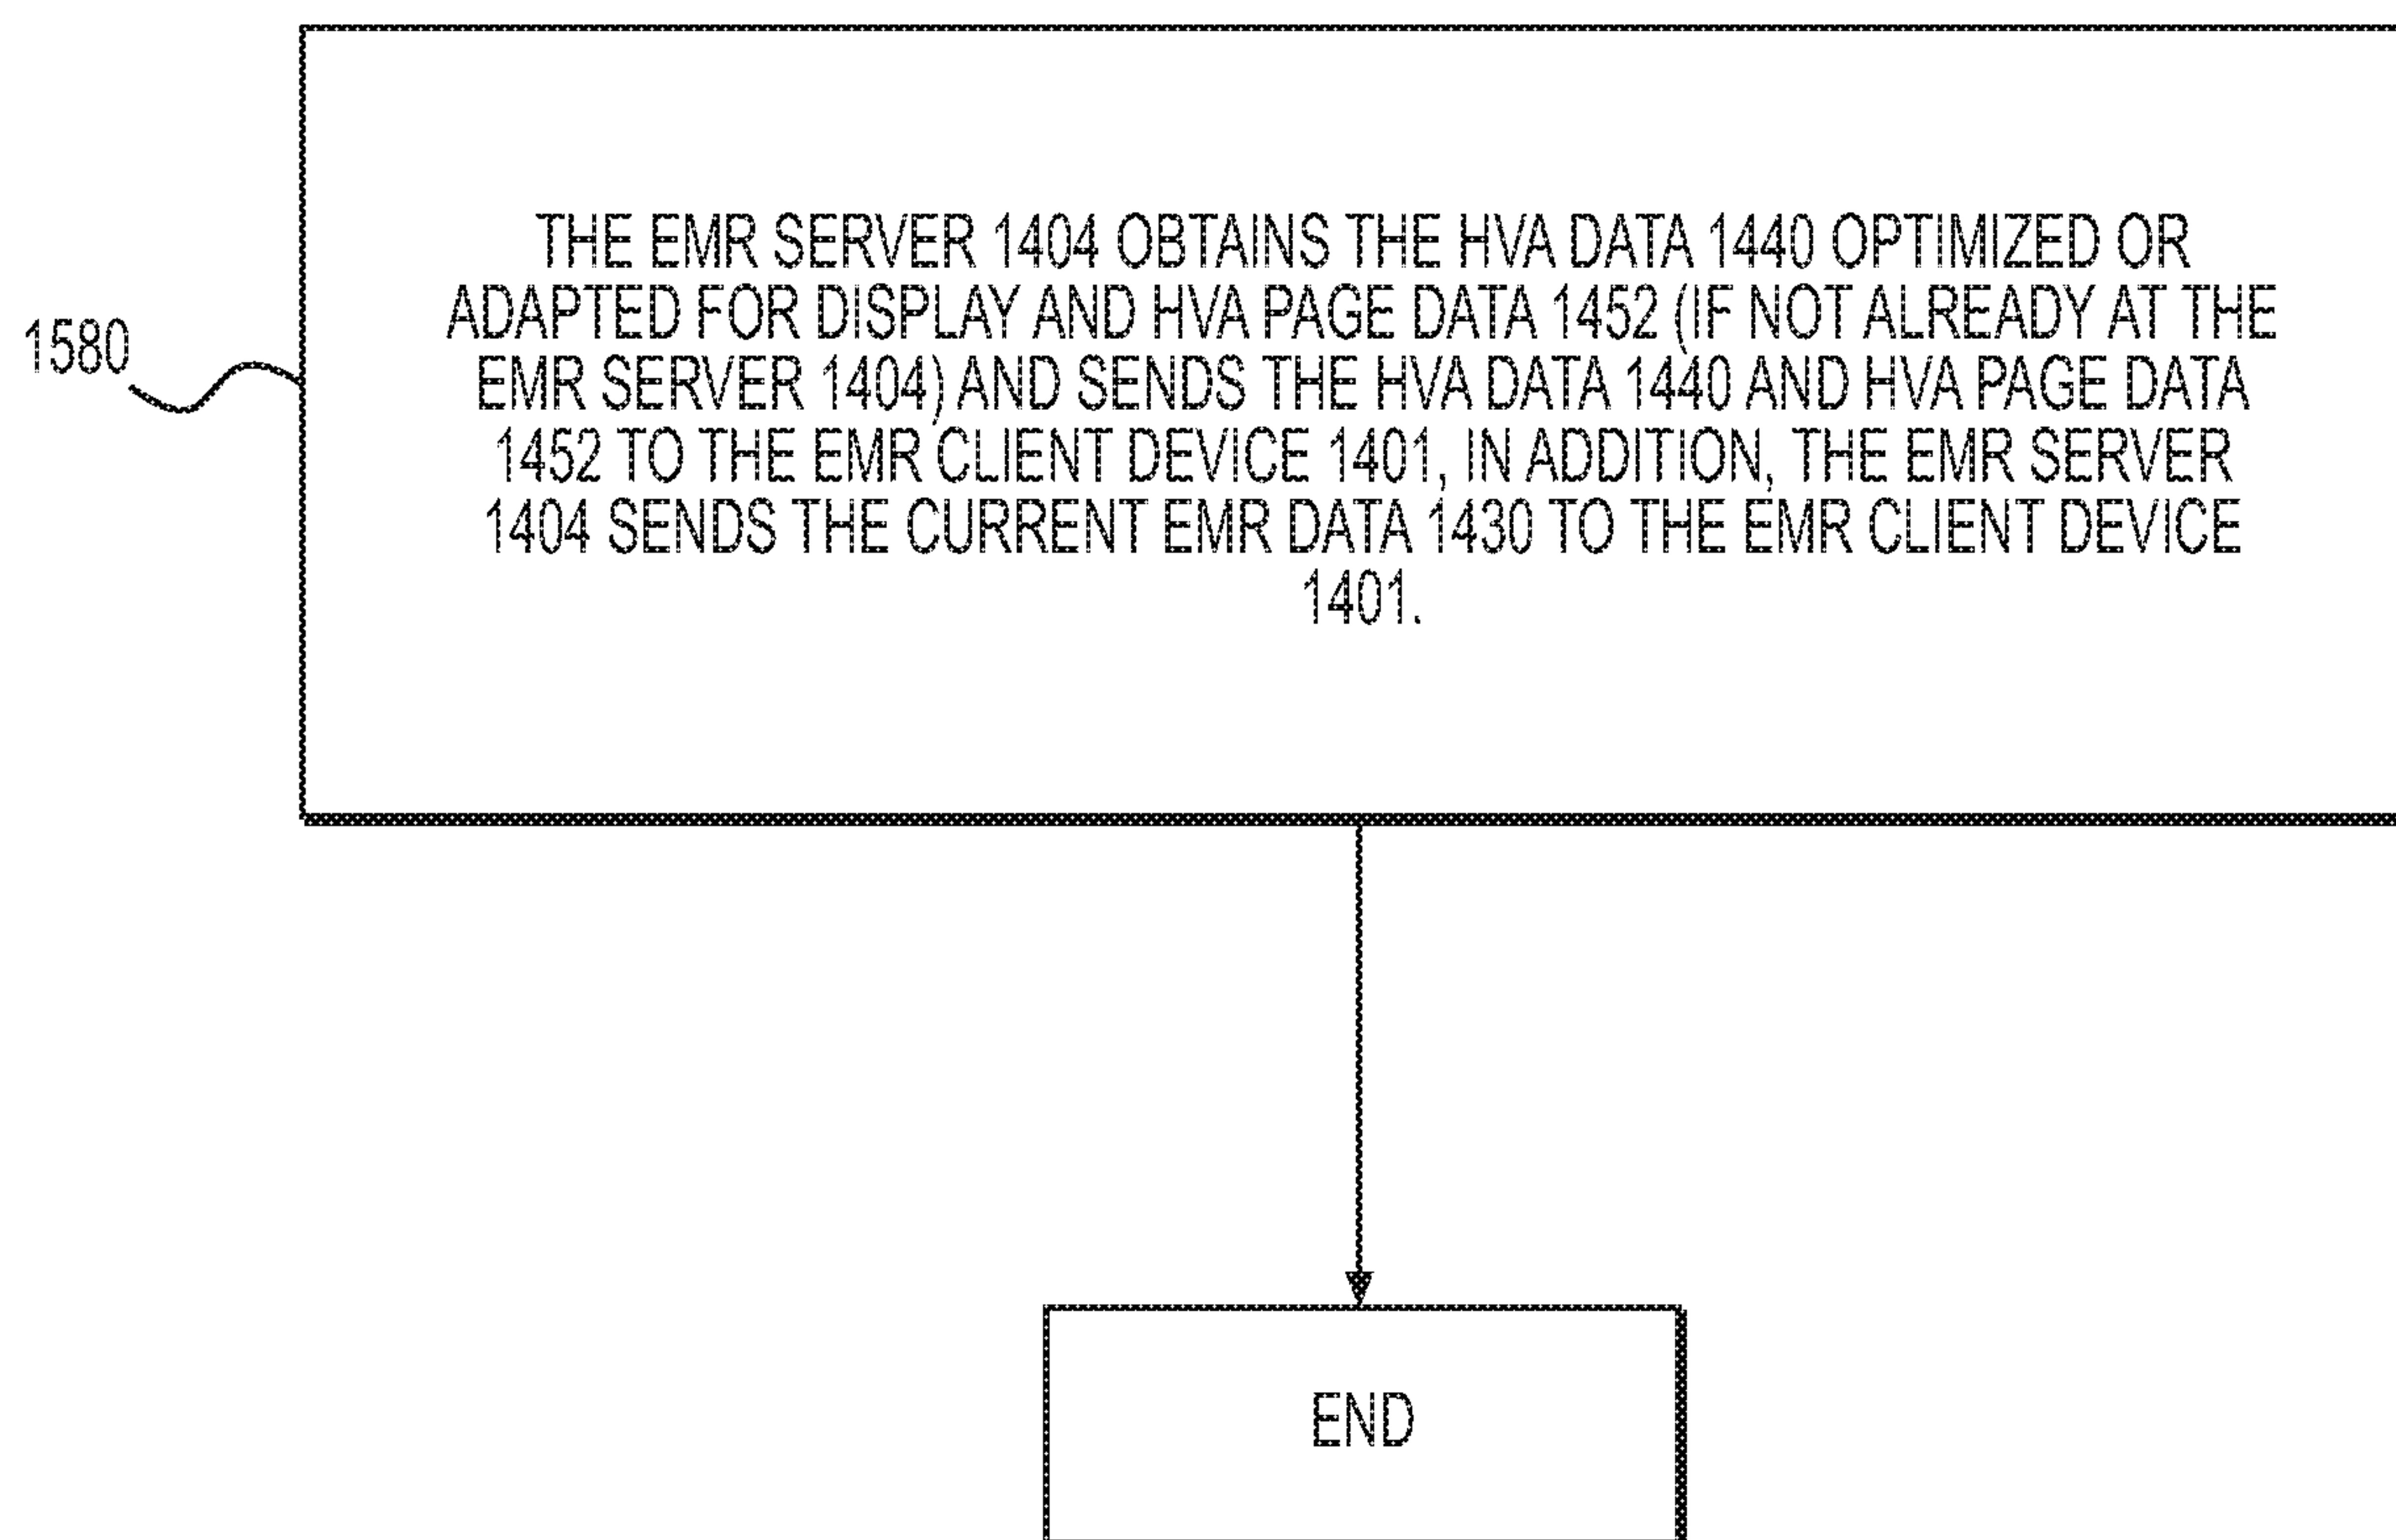 THE EMR SERVER 1404 OBTAINS THE HVA DATA 1440 OPTIMIZED OR
ADAPTED FOR DISPLAY AND HVA PAGE DATA 1452 (IF NOT ALREADY AT THE
1580
EMR SERVER 1404) AND SENDS THE HVA DATA 1440 AND HVA PAGE DATA
1452 TO THE EMR CLIENT DEVICE 1401, IN ADDITION, THE EMR SERVER
1404 SENDS THE CURRENT EMR DATA 1430 TO THE EMR CLIENT DEVICE
1401.
END